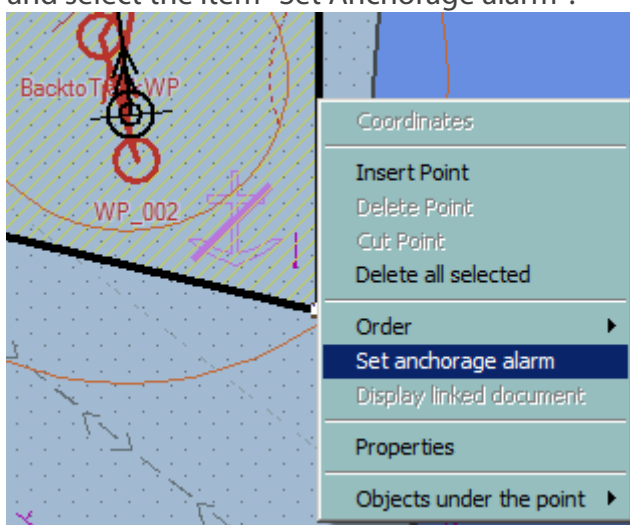 and select the item "Set Anchorage alarm".
Backto WP
WP_002
Coordinates
Insert Point
Delete Point
Cut Point
Delete all selected
Order
Set anchorage alarm
Display linked document
Properties
Objects under the point